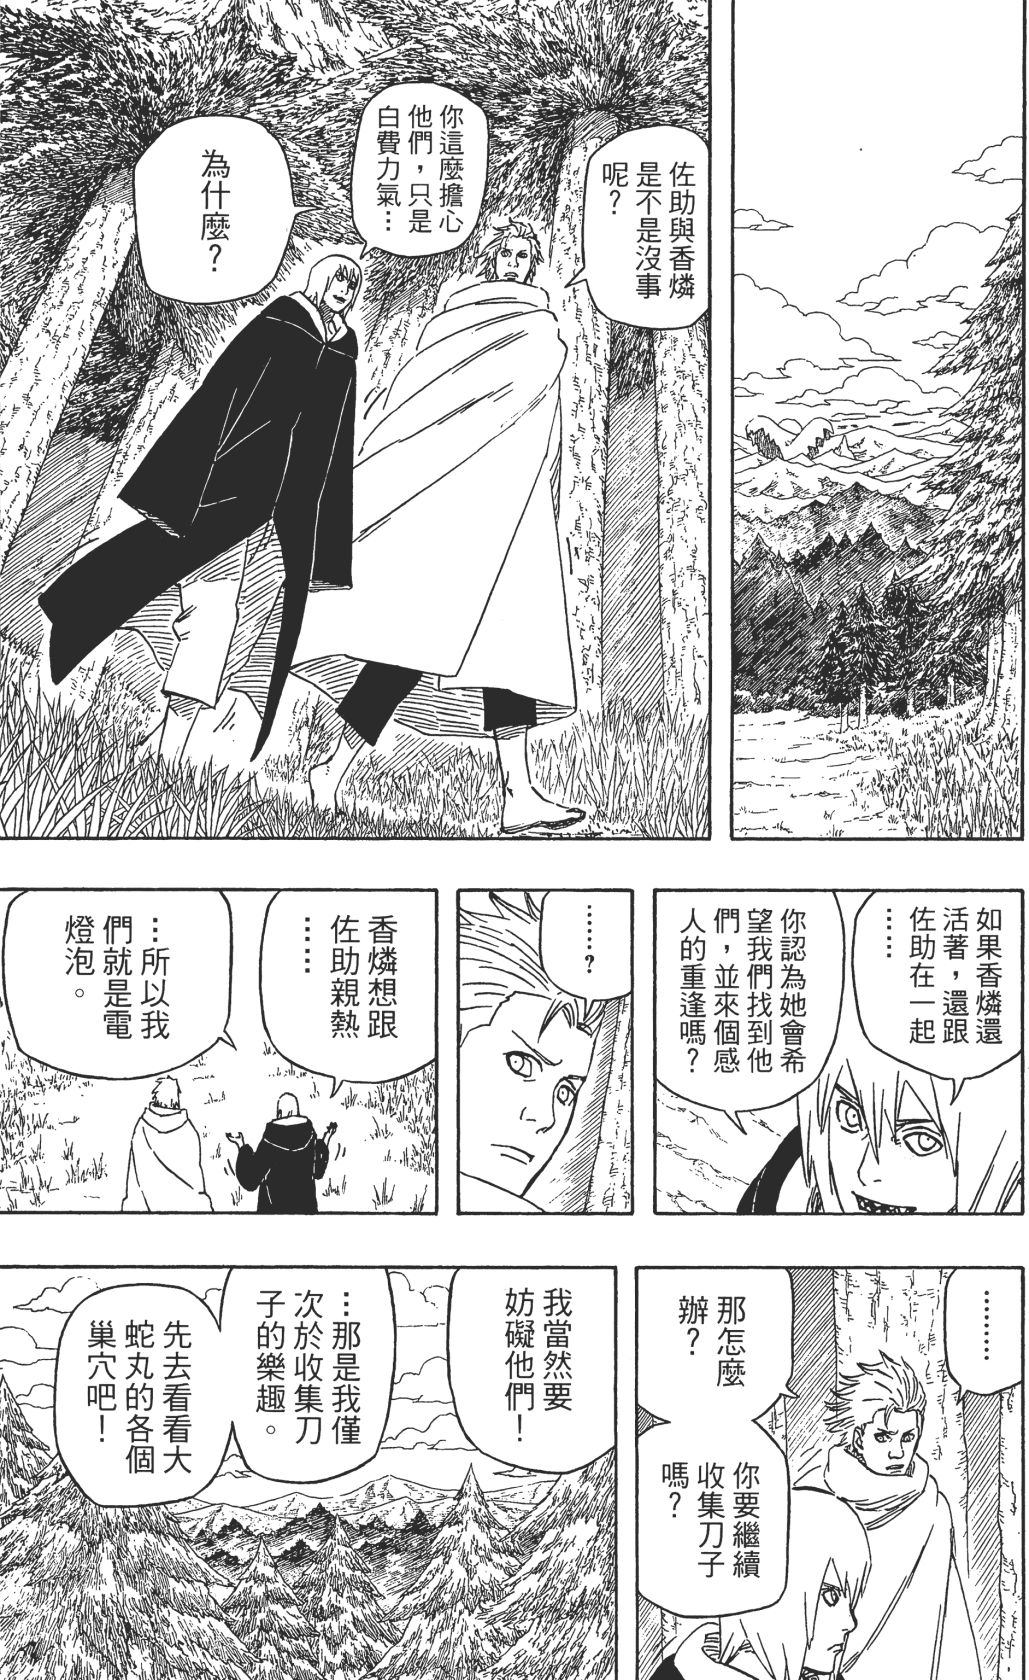 佐助與香燐
是不是沒事
呢？
你這麼擔心
他們，只是
白費力氣…
為什麼？
如果香燐還
活著，還跟
佐助在一起
……
你認為她會希
望我們找到他
們，並來個感
人的重逢嗎？
……？
香燐想跟
佐助親熱
……
…所以我
們就是電
燈泡。
………
那怎麼
辦？
你要繼續
收集刀子
嗎？
我當然要
妨礙他們！
…那是我僅
次於收集刀
子的樂趣。
先去看看大
蛇丸的各個
巢穴吧！